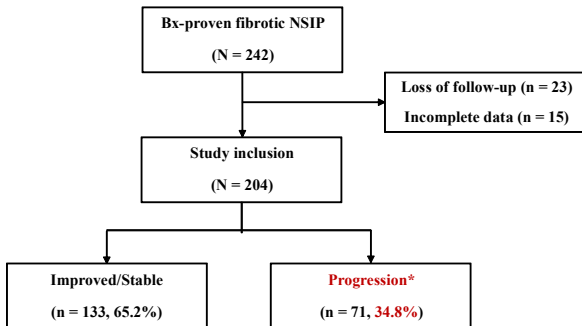 Bx-proven fibrotic NSIP
(N = 242)
Loss of follow-up (n = 23)
Incomplete data (n = 15)
Study inclusion
(N = 204)
Improved/Stable
(n = 133, 65.2%)
Progression*
(n = 71, 34.8%)